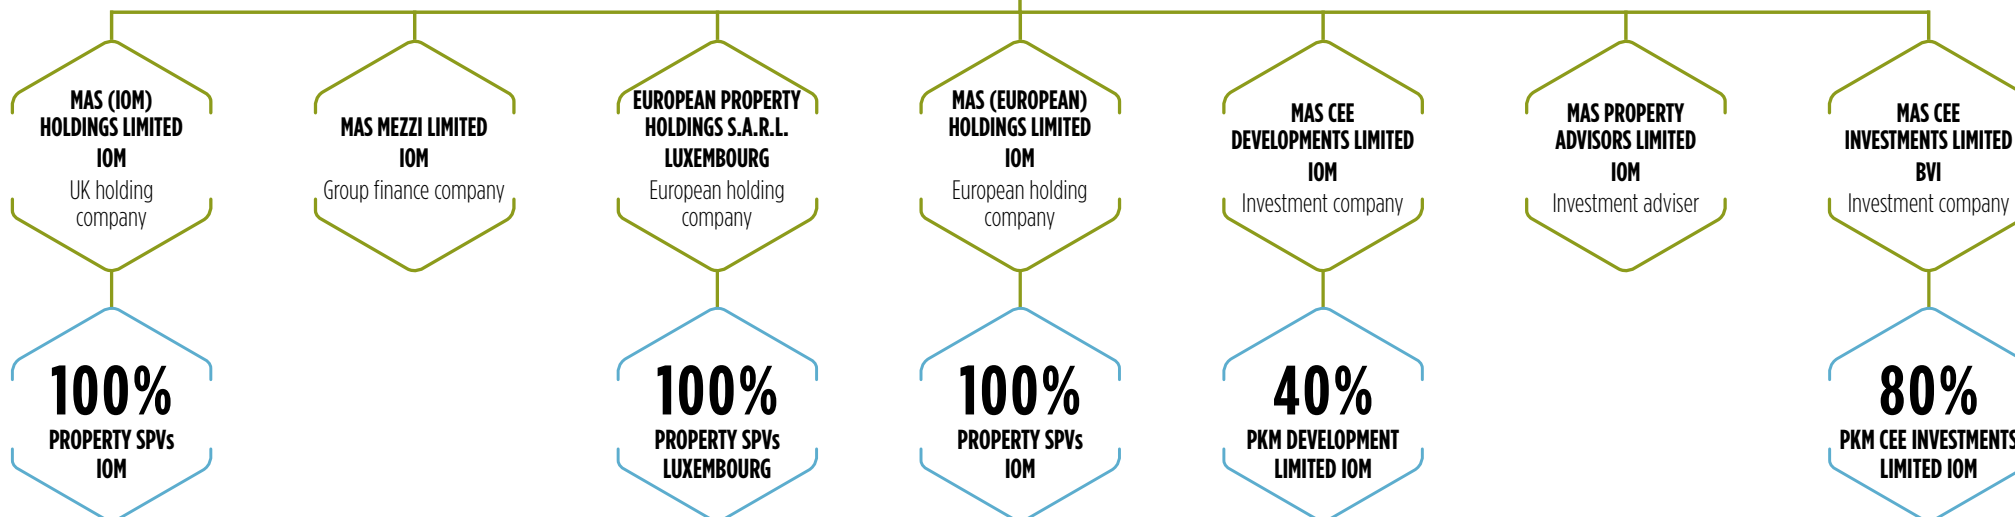 MAS (IOM)
HOLDINGS LIMITED
IOM
UK holding
company
MAS MEZZI LIMITED
IOM
Group finance company
EUROPEAN PROPERTY
HOLDINGS S.A.R.L.
LUXEMBOURG
European holding
company
MAS (EUROPEAN)
HOLDINGS LIMITED
IOM
European holding
company
MAS CEE
DEVELOPMENTS LIMITED
IOM
Investment company
MAS PROPERTY
ADVISORS LIMITED
IOM
Investment adviser
MAS CEE
INVESTMENTS LIMITED
BVI
Investment company
100%
PROPERTY SPVs
IOM
100%
PROPERTY SPVs
LUXEMBOURG
100%
PROPERTY SPVs
IOM
40%
PKM DEVELOPMENT
LIMITED IOM
80%
PKM CEE INVESTMENTS
LIMITED IOM